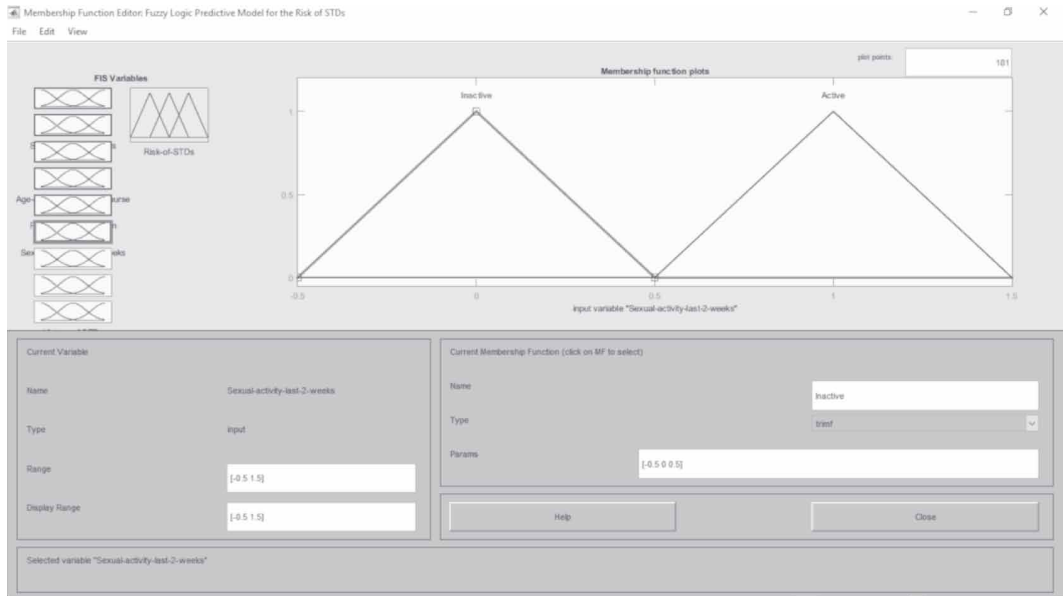 Membership Function Editor: Fuzzy Logic Predictive Model for the Risk of STDs
File Edit View
FIS Variables
Risk-of-STDs
Age-
urse
Sex
eks
plot points:
181
Membership function plots
Inactive
Active
1
0.5
0
-0.5 0 0.5 1 1.5
input variable "Sexual-activity-last-2-weeks"
Current Variable
Name Sexual-activity-last-2-weeks
Type input
Range [-0.5 1.5]
Display Range [-0.5 1.5]
Current Membership Function (click on MF to select)
Name Inactive
Type trimf
Params [-0.5 0 0.5]
Help Close
Selected variable "Sexual-activity-last-2-weeks"